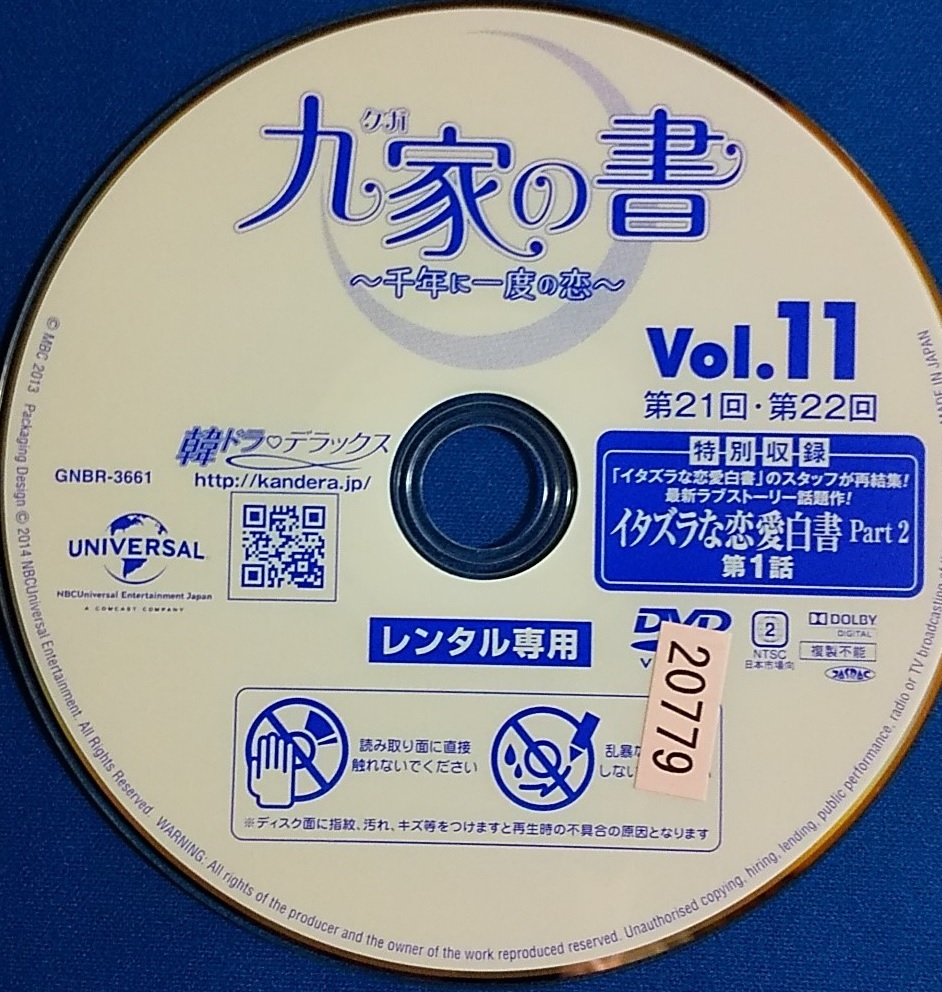 クガ
九家の書
～千年に一度の恋～
Vol.11
第21回・第22回
特別収録
「イタズラな恋愛白書」のスタッフが再結集!
最新ラブストーリー話題作!
イタズラな恋愛白書 Part 2
第1話
韓ドラ♡デラックス
http://kandera.jp/
GNBR-3661
UNIVERSAL
NBCUniversal Entertainment Japan
A COMCAST COMPANY
レンタル専用
DVD
V
2
NTSC
日本市場向
DOLBY
DIGITAL
複製不能
JASRAC
20779
読み取り面に直接
触れないでください
乱暴
しない
※ディスク面に指紋、汚れ、キズ等をつけますと再生時の不具合の原因となります
© MBC 2013 Packaging Design © 2014 NBCUniversal Entertainment. All Rights Reserved. WARNING: All rights of the producer and the owner of the work reproduced reserved. Unauthorised copying, hiring, lending, public performance, radio or TV broadcasting
IN JAPAN